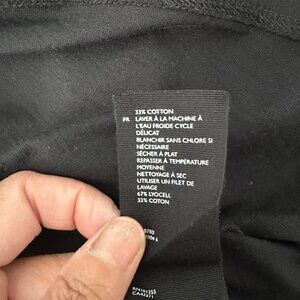 33% COTTON
FR LAVER À LA MACHINE À
L'EAU FROIDE CYCLE
DÉLICAT
BLANCHIR SANS CHLORE SI
NÉCESSAIRE
SÉCHER À PLAT
REPASSER À TEMPÉRATURE
MOYENNE
NETTOYAGE À SEC
UTILISER UN FILET DE
LAVAGE
67% LYOCELL
33% COTON